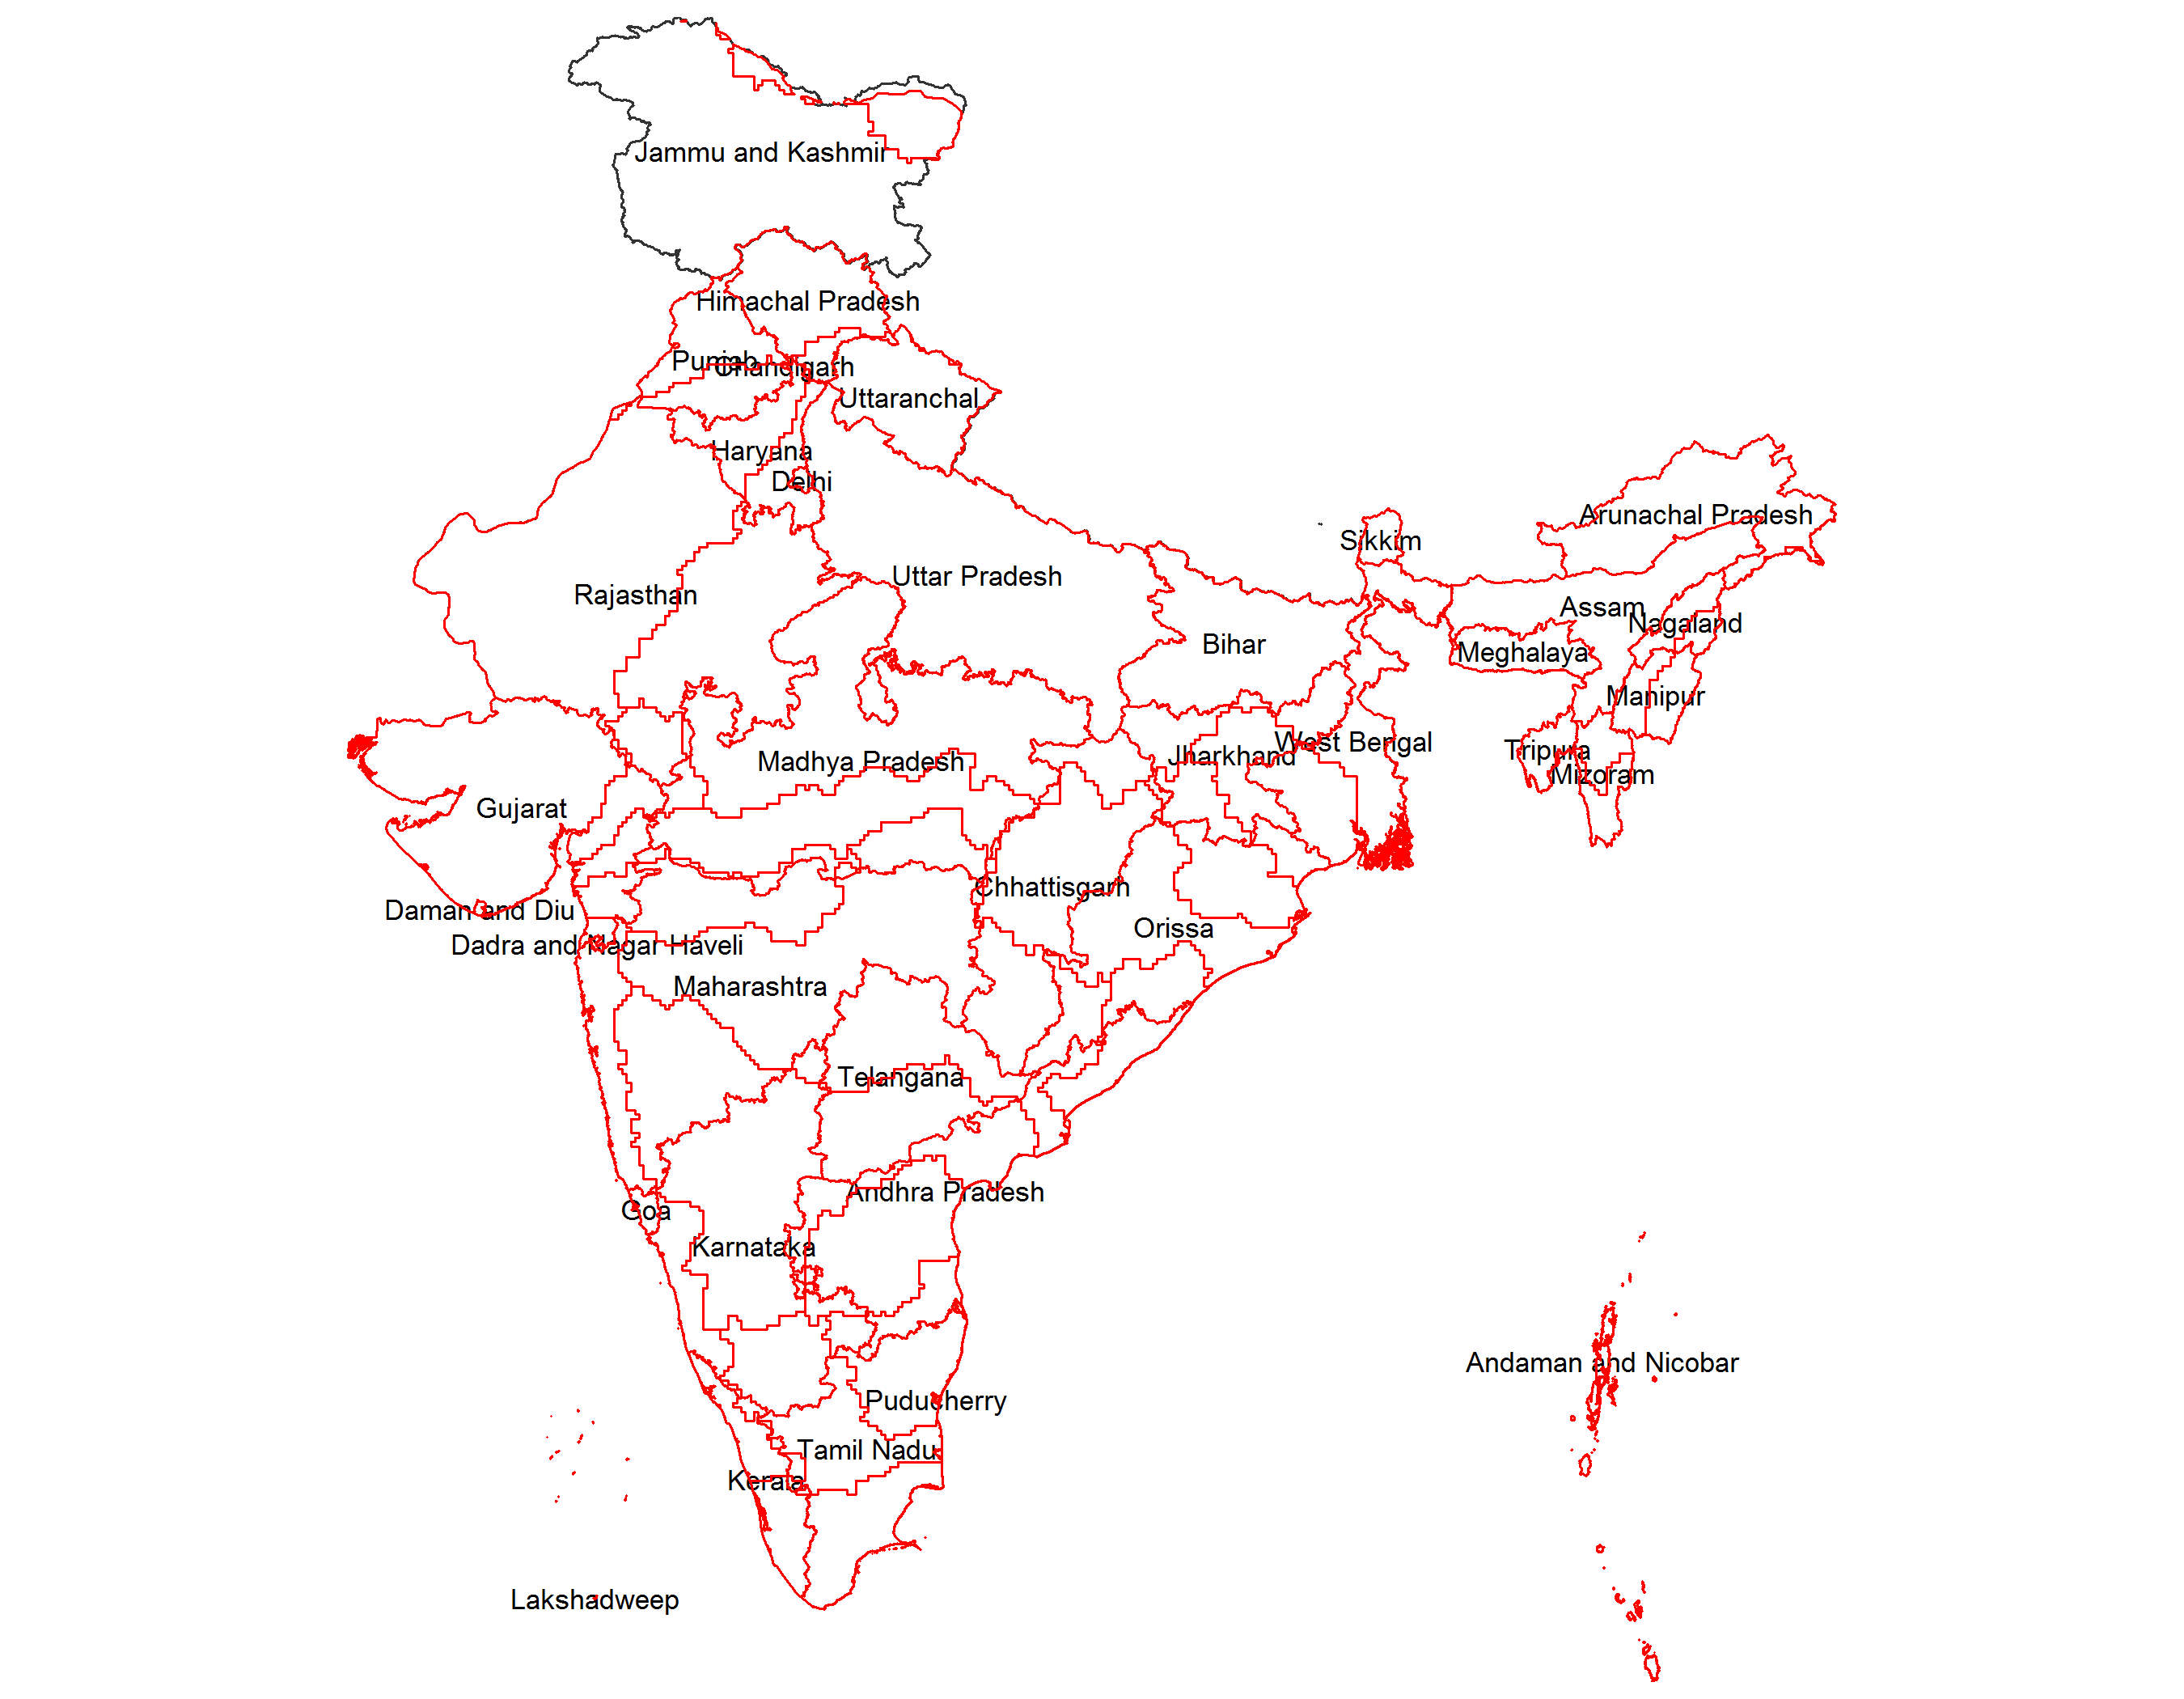 Jammu and Kashmir
Himachal Pradesh
Punjab
Chandigarh
Uttaranchal
Haryana
Delhi
Arunachal Pradesh
Sikkim
Uttar Pradesh
Rajasthan
Assam
Nagaland
Bihar
Meghalaya
Manipur
West Bengal
Tripura
Jharkhand
Madhya Pradesh
Mizoram
Gujarat
Chhattisgarh
Daman and Diu
Orissa
Dadra and Nagar Haveli
Maharashtra
Telangana
Andhra Pradesh
Goa
Karnataka
Andaman and Nicobar
Puducherry
Tamil Nadu
Kerala
Lakshadweep